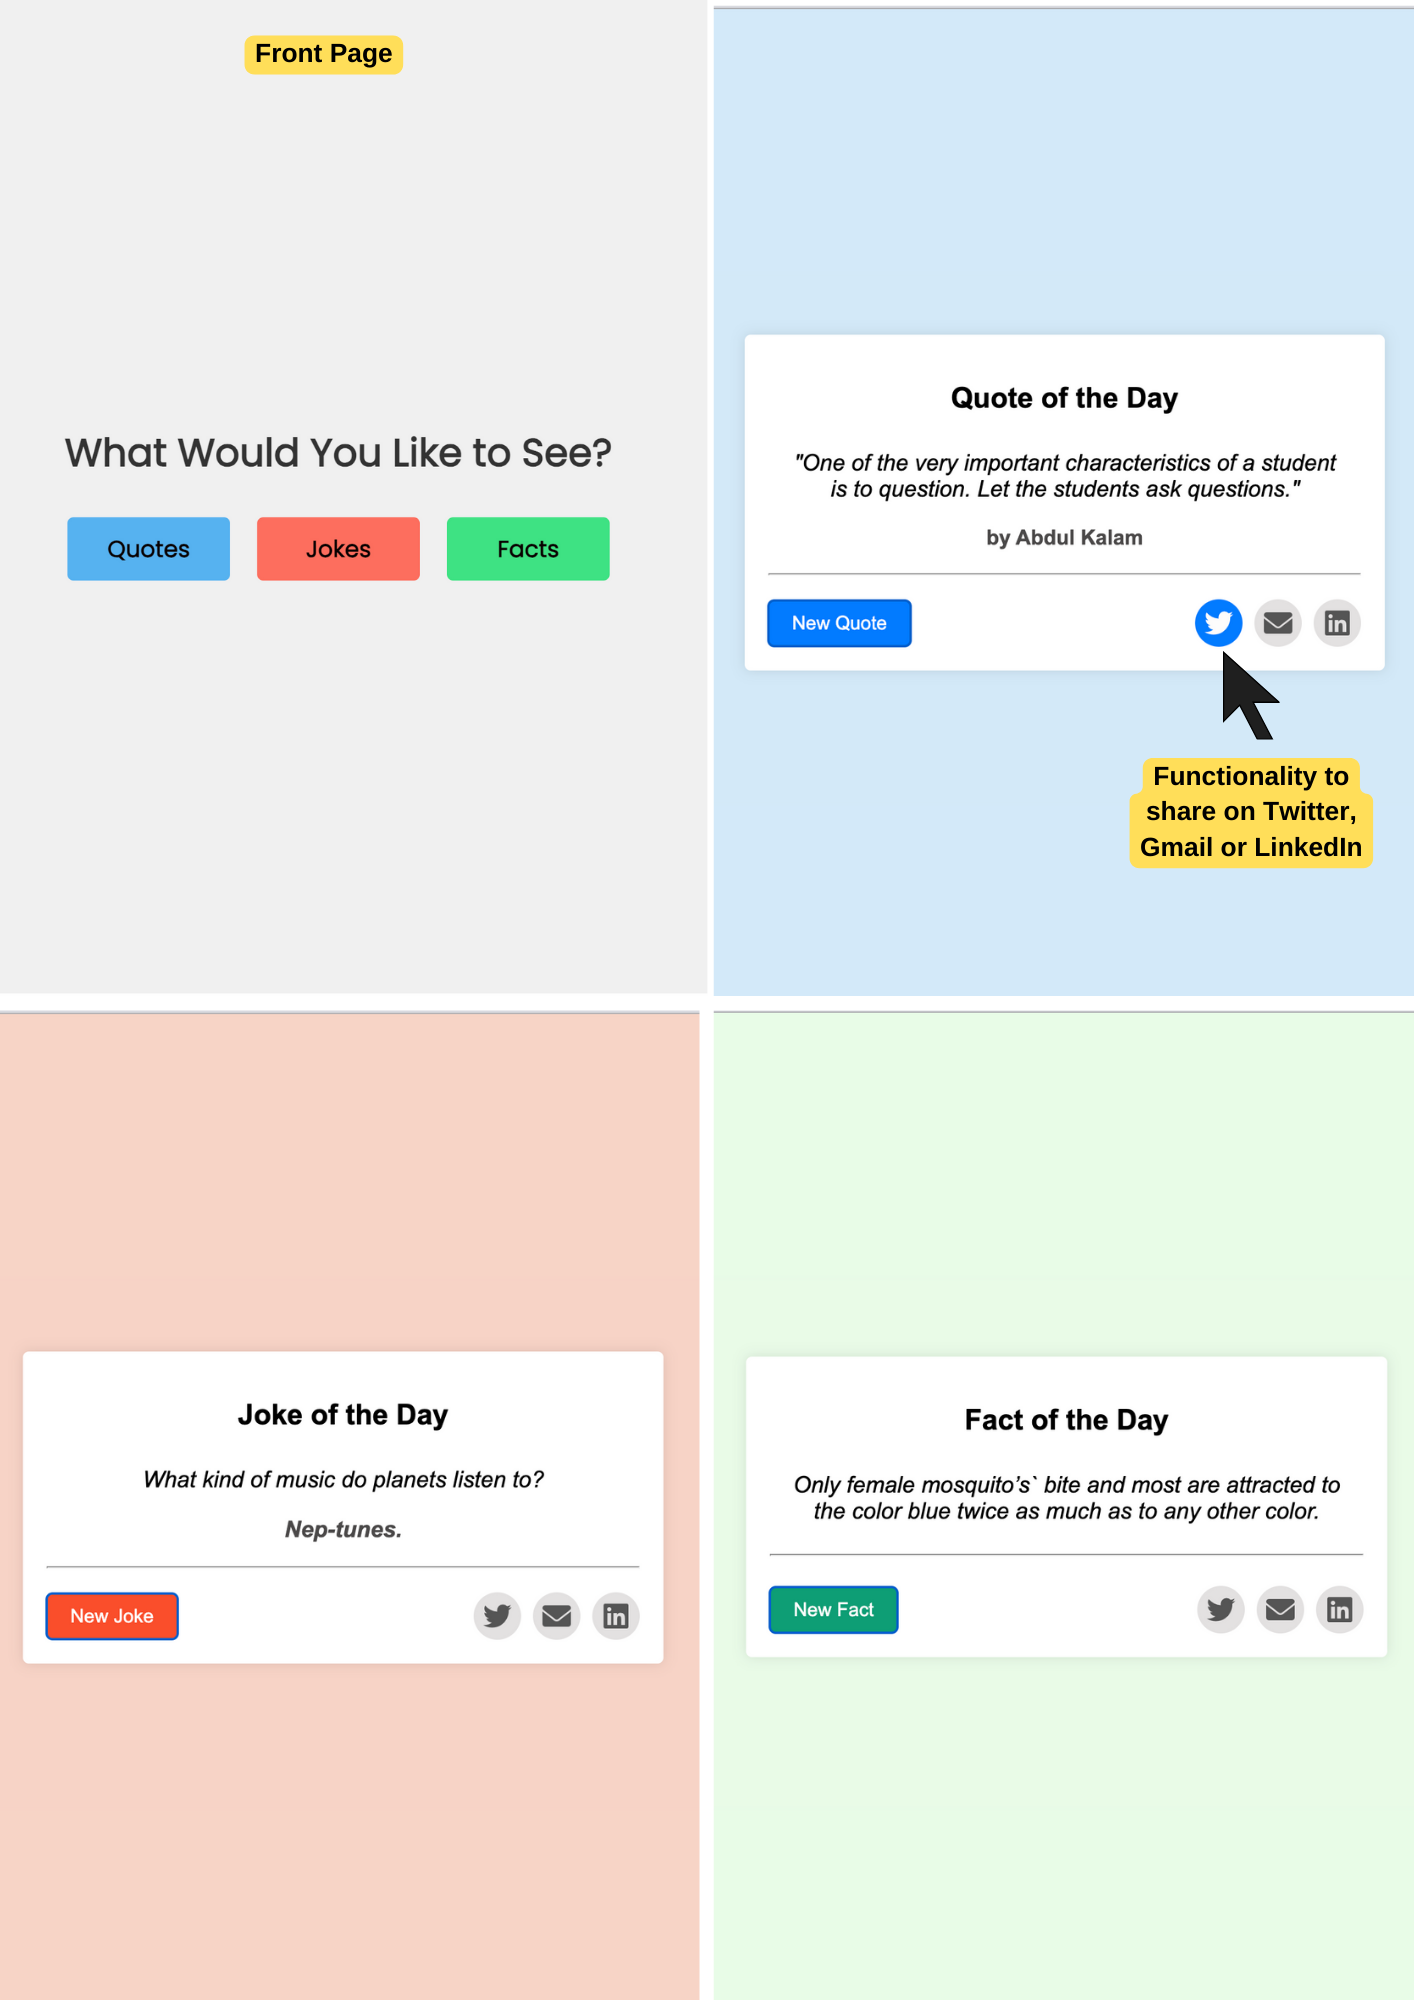 Front Page
What Would You Like to See?
Quotes
Jokes
Facts
Quote of the Day
"One of the very important characteristics of a student
is to question. Let the students ask questions."
by Abdul Kalam
New Quote
Functionality to
share on Twitter,
Gmail or LinkedIn
Joke of the Day
What kind of music do planets listen to?
Nep-tunes.
New Joke
Fact of the Day
Only female mosquito’s` bite and most are attracted to
the color blue twice as much as to any other color.
New Fact